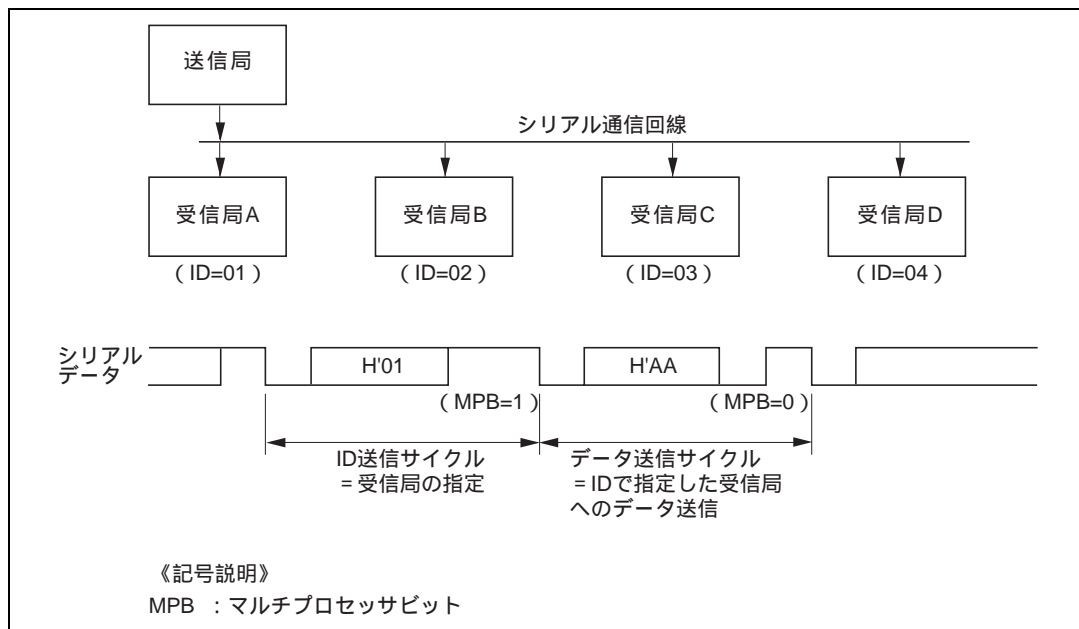 送信局
シリアル通信回線
受信局A 受信局B 受信局C 受信局D
（ID=01） （ID=02） （ID=03） （ID=04）
シリアル
データ
H'01 H'AA
（MPB=1） （MPB=0）
ID送信サイクル
=受信局の指定
データ送信サイクル
=IDで指定した受信局
へのデータ送信
《記号説明》
MPB ：マルチプロセッサビット